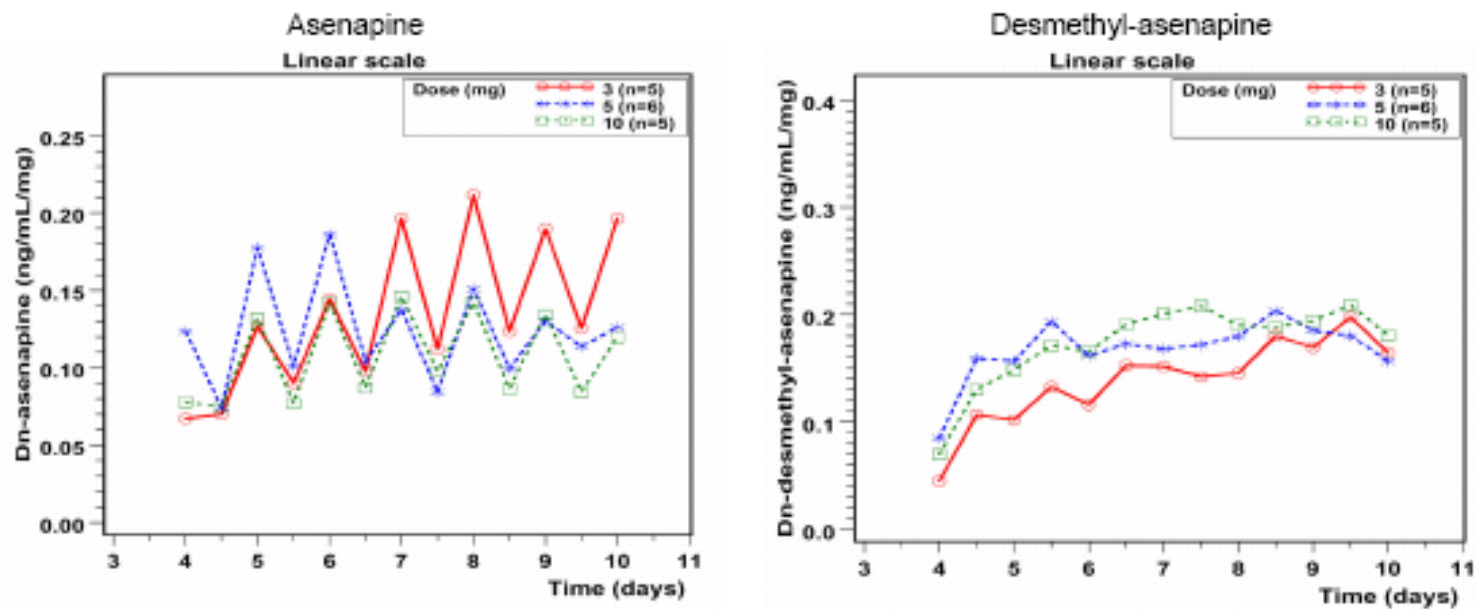 Asenapine
Linear scale
Dose (mg)
3 (n=5)
5 (n=6)
10 (n=5)
Dn-asenapine (ng/mL/mg)
0.25
0.20
0.15
0.10
0.05
0.00
3 4 5 6 7 8 9 10 11
Time (days)
Desmethyl-asenapine
Linear scale
Dose (mg)
3 (n=5)
5 (n=6)
10 (n=5)
Dn-desmethyl-asenapine (ng/mL/mg)
0.4
0.3
0.2
0.1
0.0
3 4 5 6 7 8 9 10 11
Time (days)